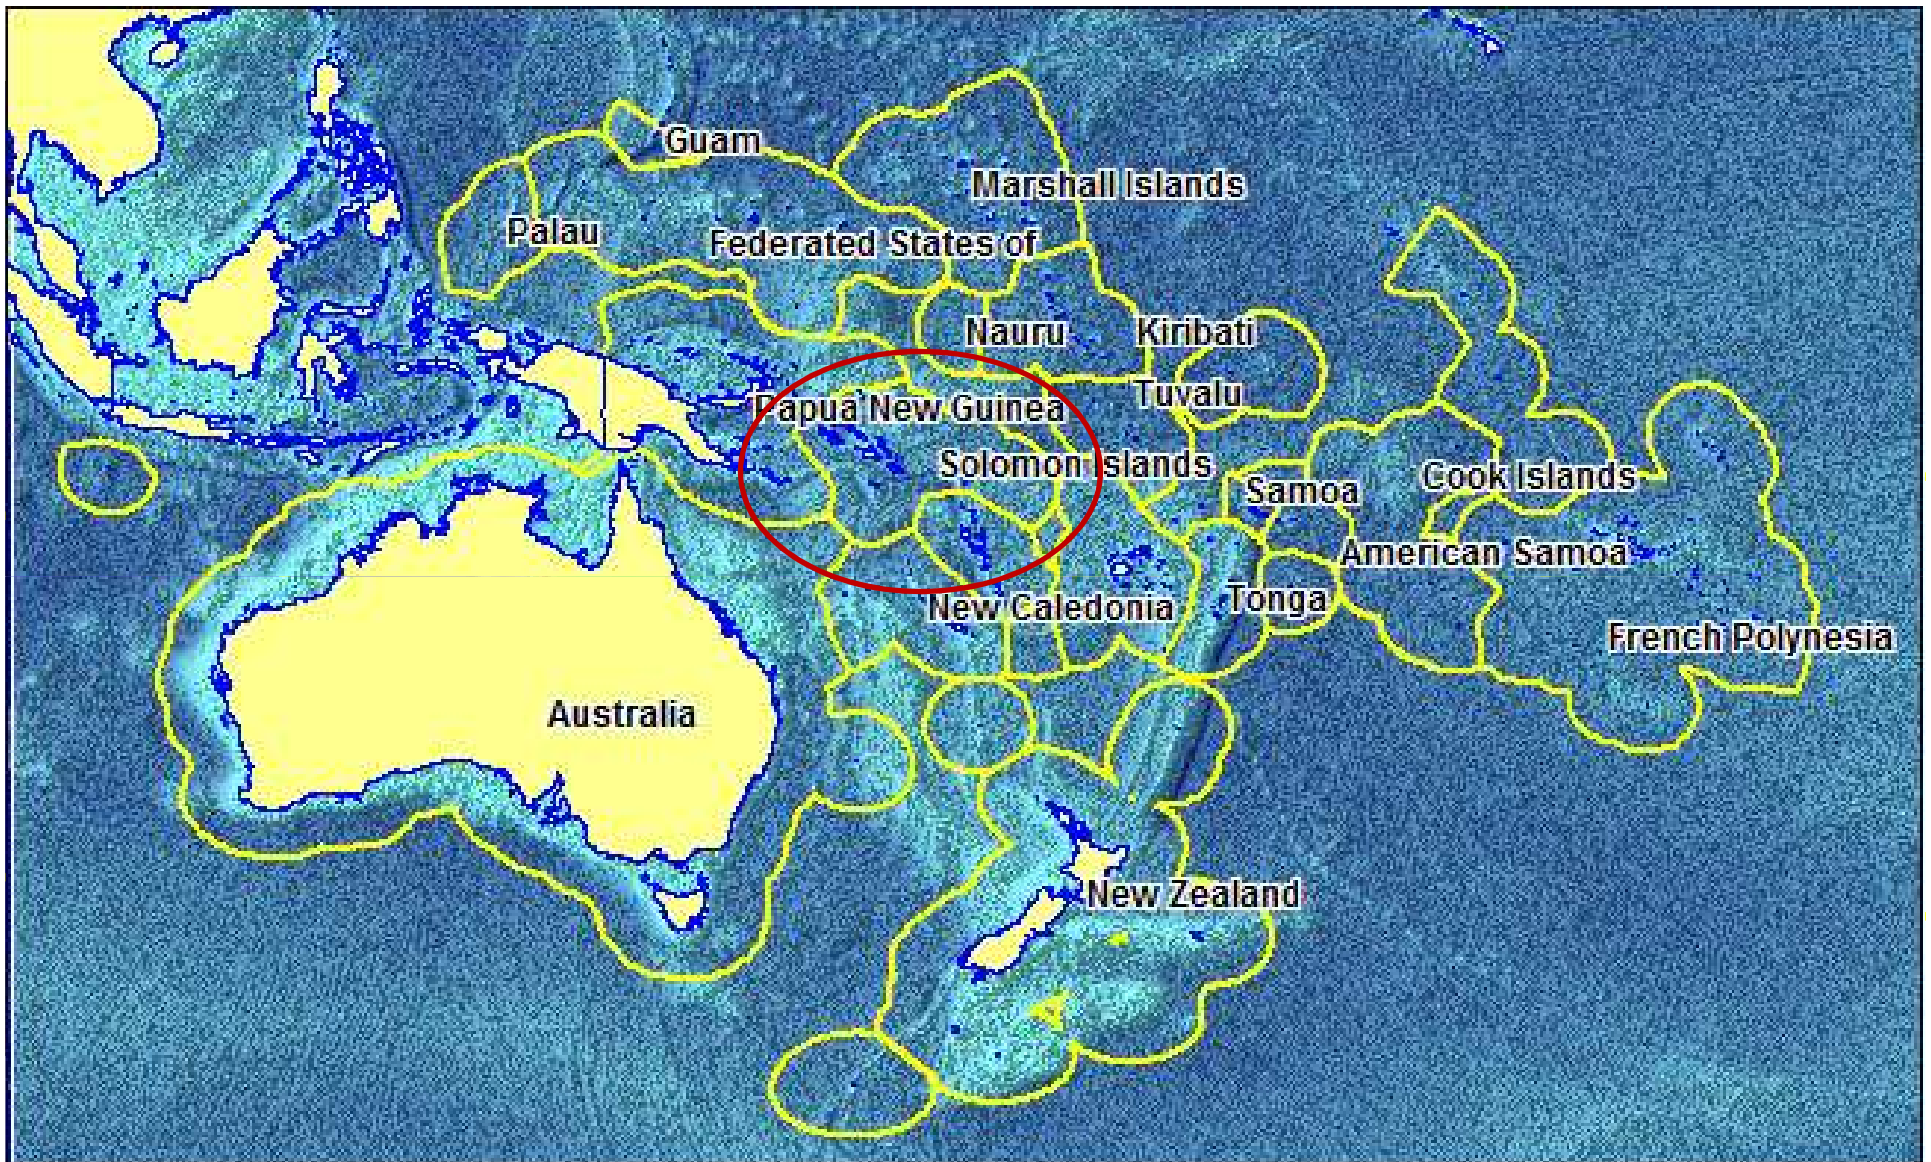 Guam
Marshall Islands
Palau
Federated States of
Nauru
Kiribati
Tuvalu
Papua New Guinea
Solomon Islands
Cook Islands
Samoa
American Samoa
Tonga
New Caledonia
French Polynesia
Australia
New Zealand